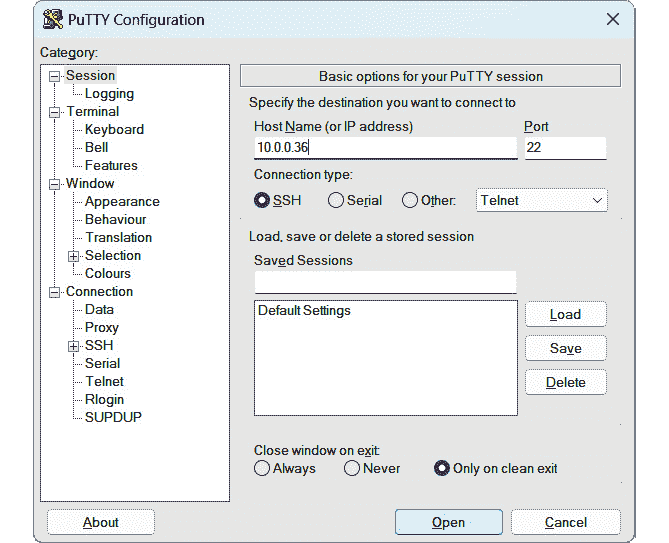 PuTTY Configuration
Category:
Session
Logging
Terminal
Keyboard
Bell
Features
Window
Appearance
Behaviour
Translation
Selection
Colours
Connection
Data
Proxy
SSH
Serial
Telnet
Rlogin
SUPDUP
Basic options for your PuTTY session
Specify the destination you want to connect to
Host Name (or IP address) Port
10.0.0.36 22
Connection type:
SSH Serial Other: Telnet
Load, save or delete a stored session
Saved Sessions
Default Settings
Load
Save
Delete
Close window on exit:
Always Never Only on clean exit
About Open Cancel